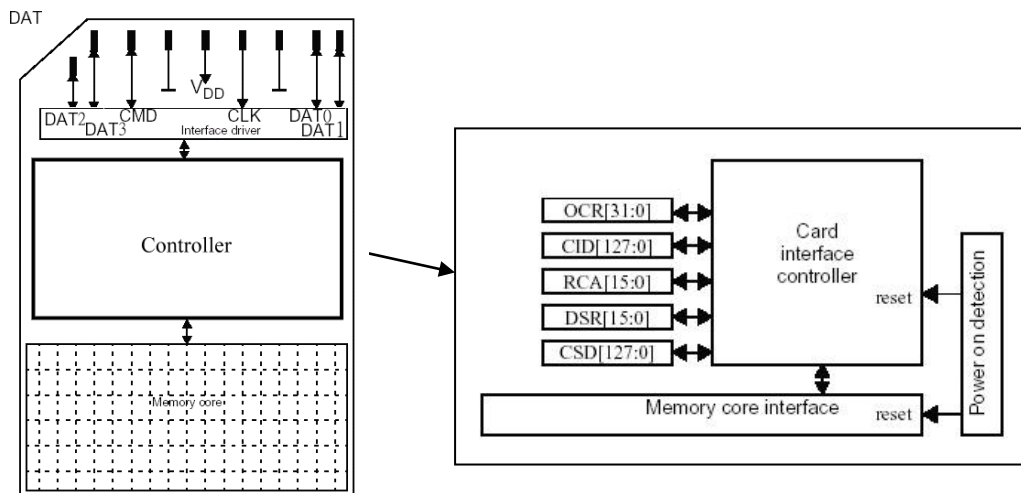 DAT
V_DD
CMD
CLK
DAT0
DAT2
DAT3
Interface driver
DAT1
Controller
Memory core
OCR[31:0]
CID[127:0]
RCA[15:0]
DSR[15:0]
CSD[127:0]
Card
interface
controller
reset
Memory core interface
reset
Power on detection